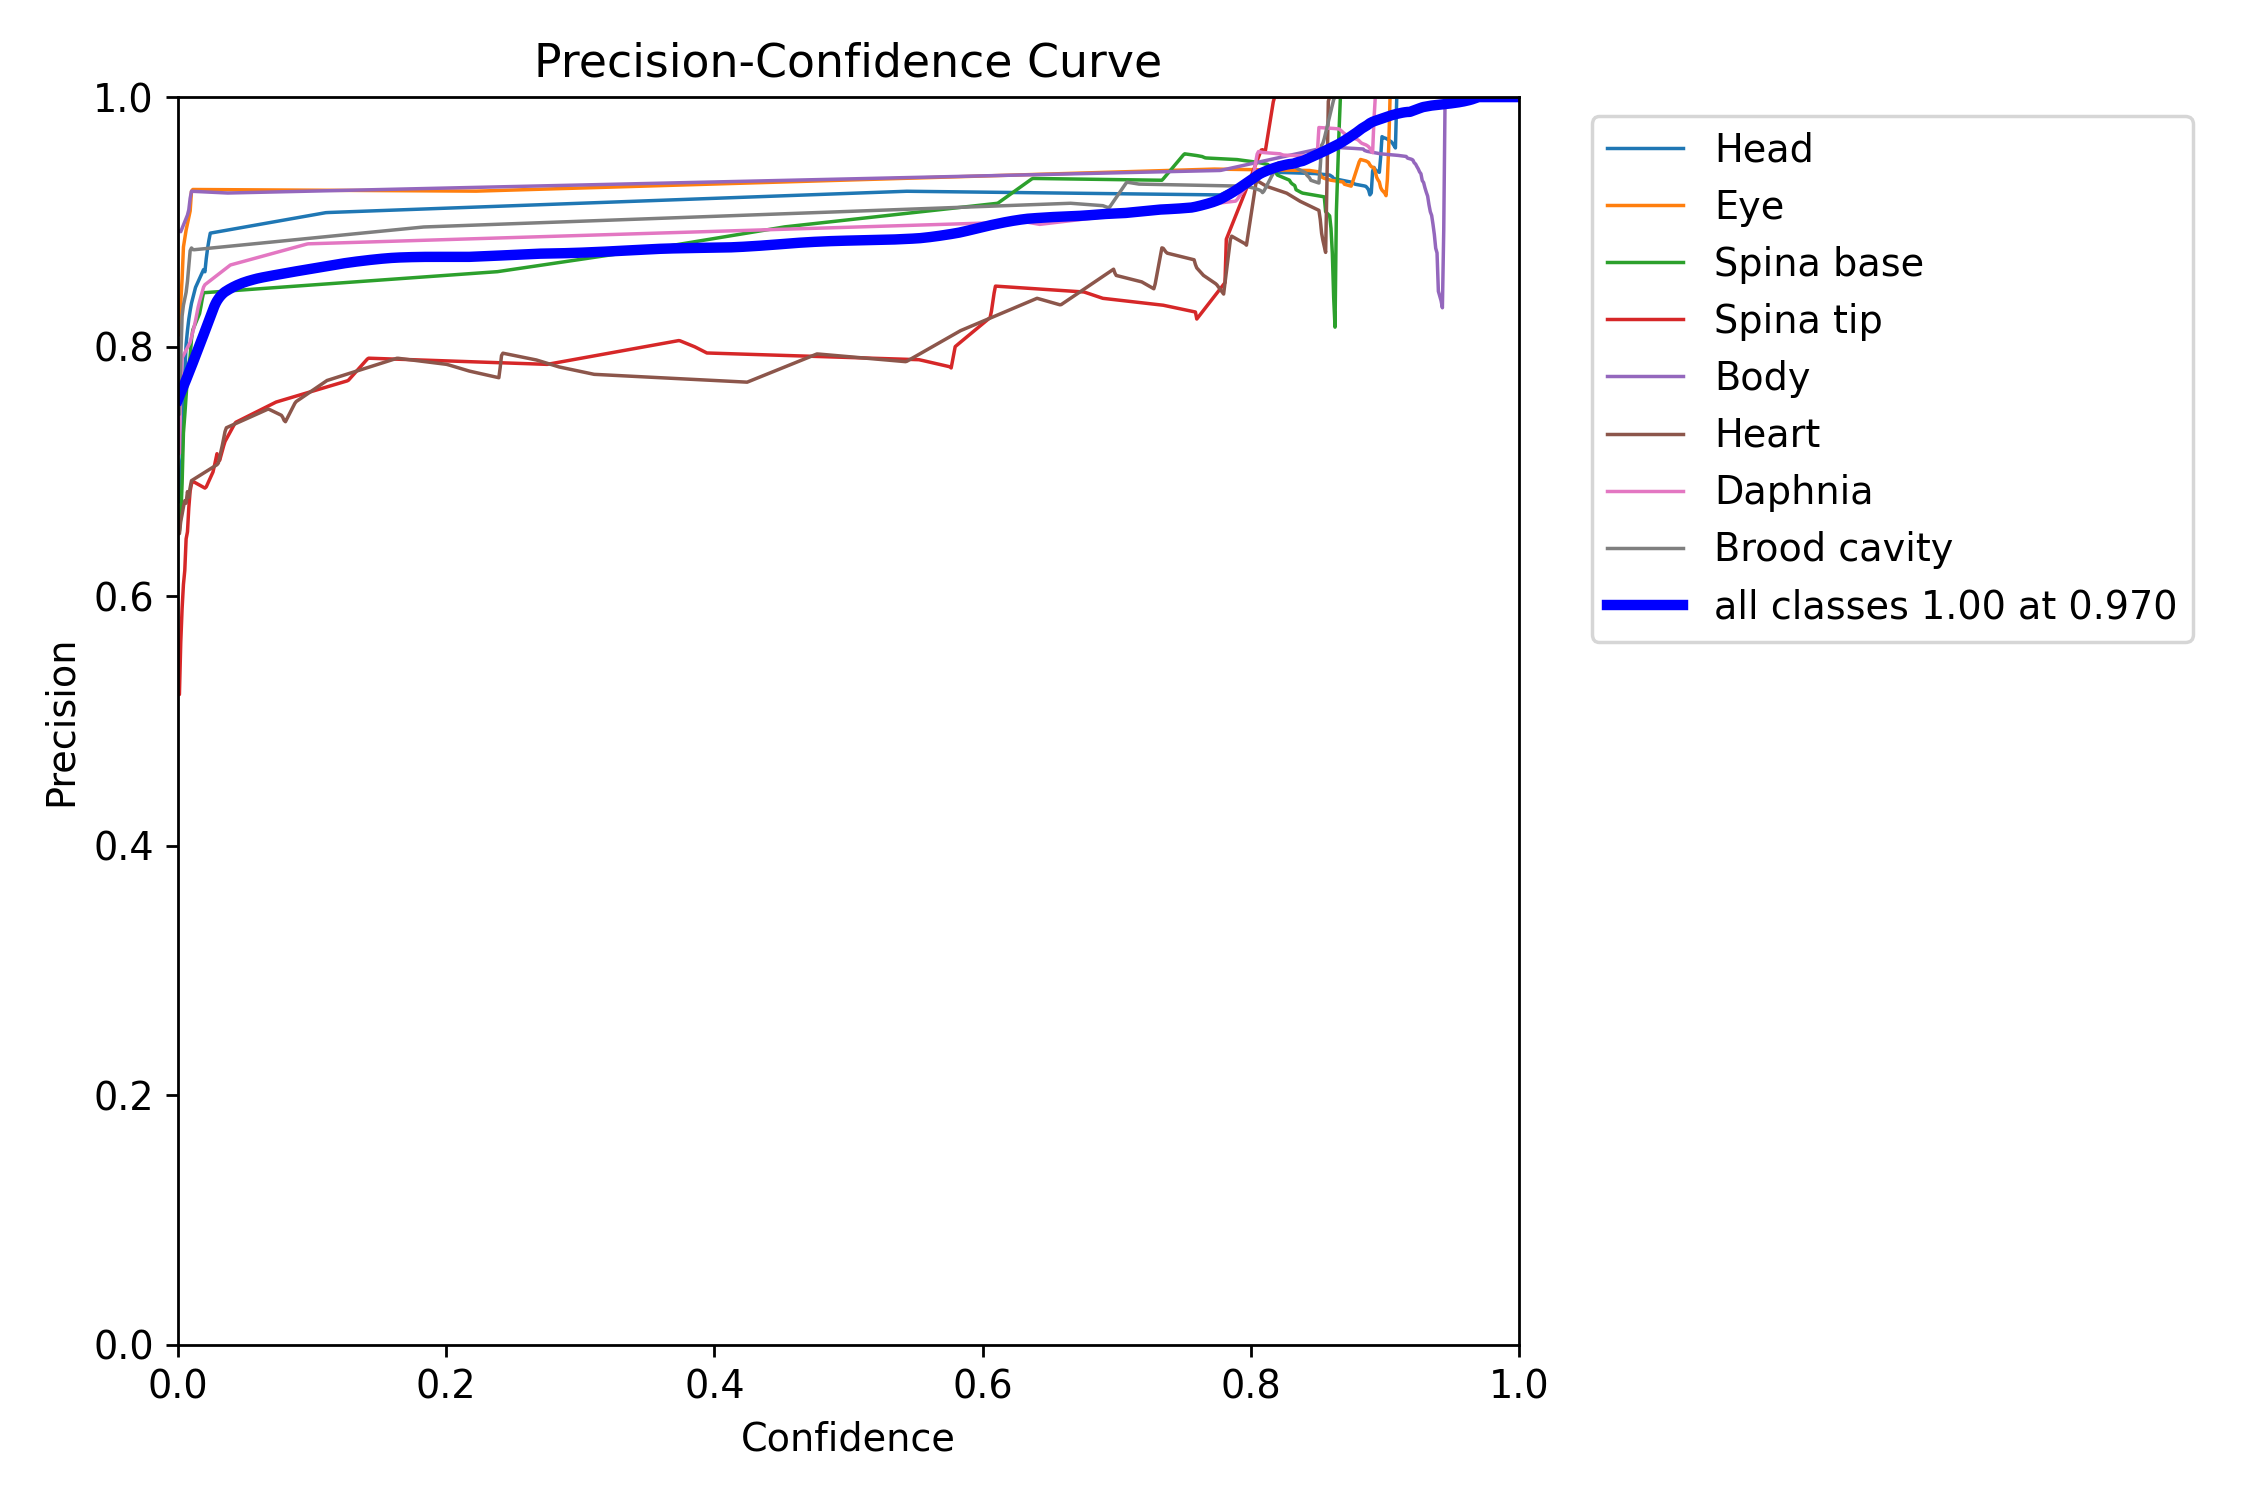 Precision-Confidence Curve
1.0
0.8
0.6
0.4
0.2
0.0
Precision
0.0 0.2 0.4 0.6 0.8 1.0
Confidence
Head
Eye
Spina base
Spina tip
Body
Heart
Daphnia
Brood cavity
all classes 1.00 at 0.970